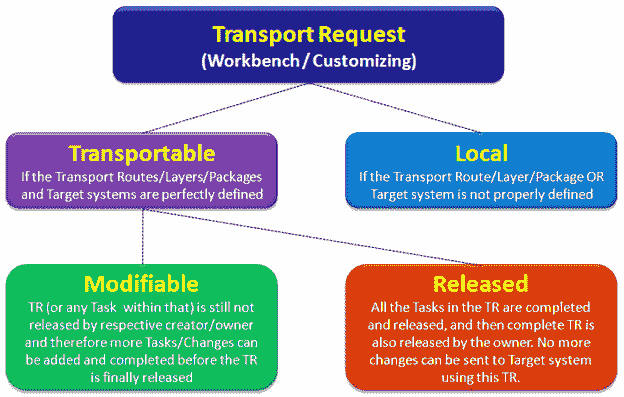 Transport Request
(Workbench / Customizing)
Transportable
If the Transport Routes/Layers/Packages
and Target systems are perfectly defined
Local
If the Transport Route/Layer/Package OR
Target system is not properly defined
Modifiable
TR (or any Task within that) is still not
released by respective creator/owner
and therefore more Tasks/Changes can
be added and completed before the TR
is finally released
Released
All the Tasks in the TR are completed
and released, and then complete TR is
also released by the owner. No more
changes can be sent to Target system
using this TR.